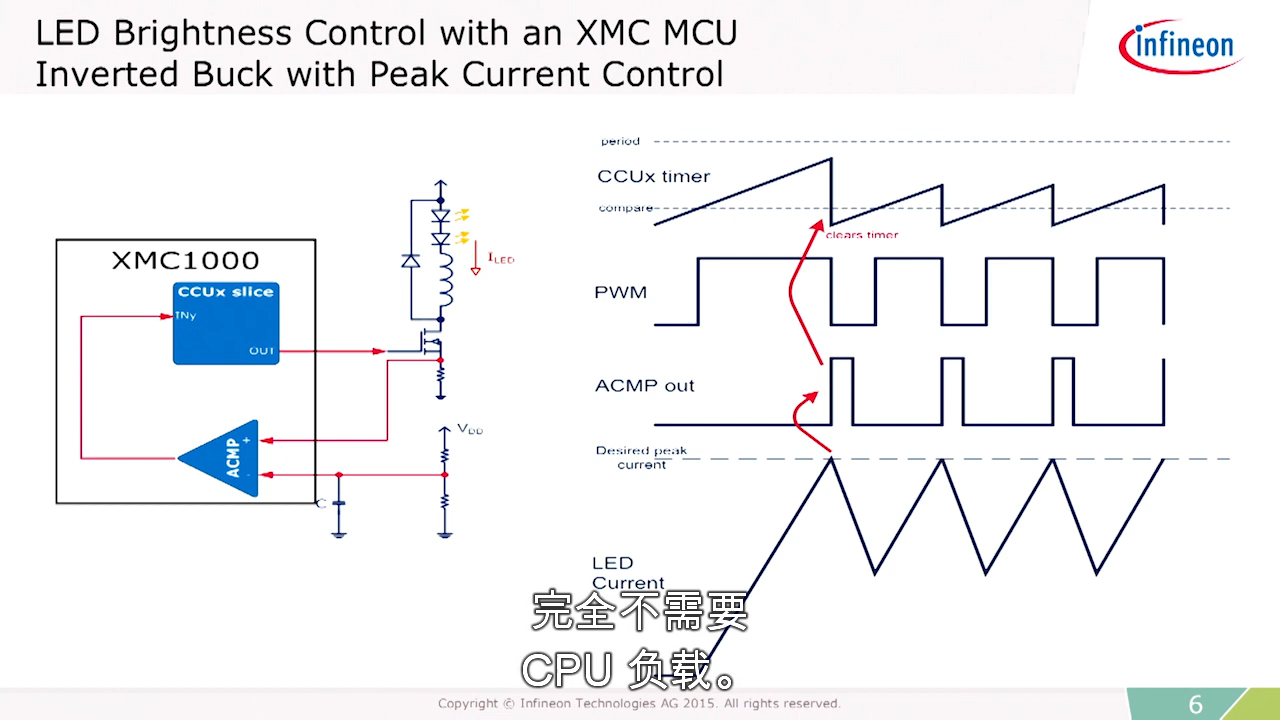 LED Brightness Control with an XMC MCU
Inverted Buck with Peak Current Control
infineon
XMC1000
CCUx slice
INy
OUT
ACMP
+
-
C
ILED
VDD
period
CCUx timer
compare
clears timer
PWM
ACMP out
Desired peak
current
LED
Current
完全不需要
CPU 负载。
Copyright © Infineon Technologies AG 2015. All rights reserved.
6